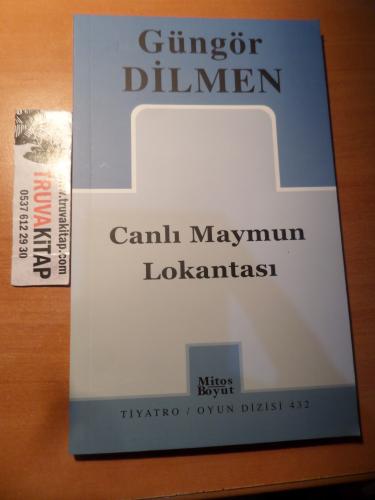 Güngör
DİLMEN
Canlı Maymun
Lokantası
Mitos
Boyut
TİYATRO / OYUN DİZİSİ 432
TRUVAKİTAP
www.truvakitap.com
0537 612 29 30